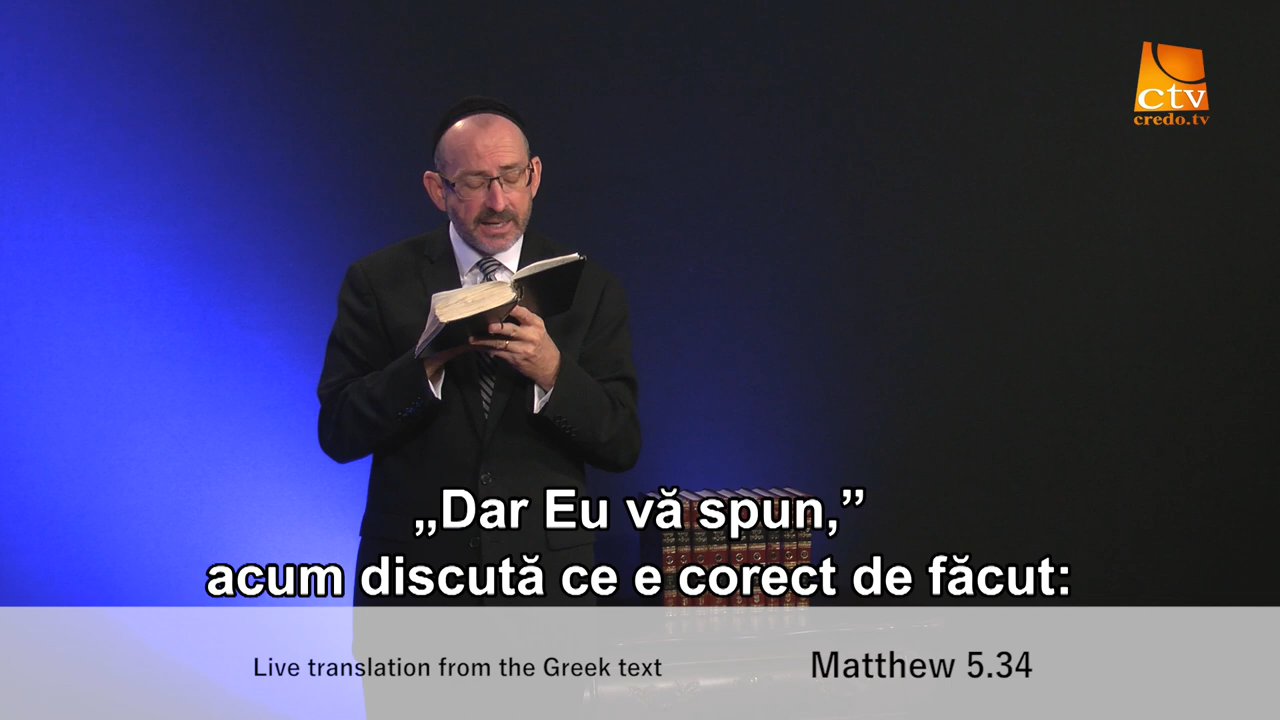 ctv
credo.tv
„Dar Eu vă spun,”
acum discută ce e corect de făcut:
Live translation from the Greek text
Matthew 5.34